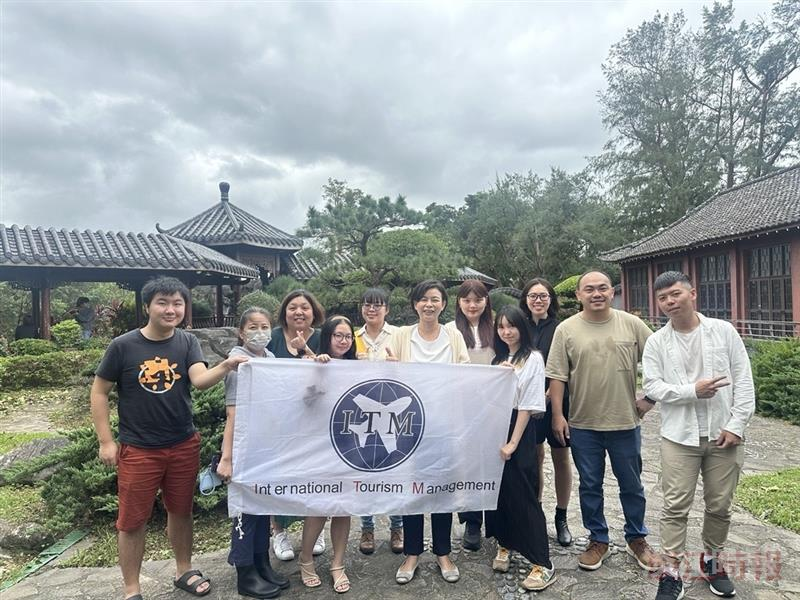 ITM
International Tourism Management
淡江時報